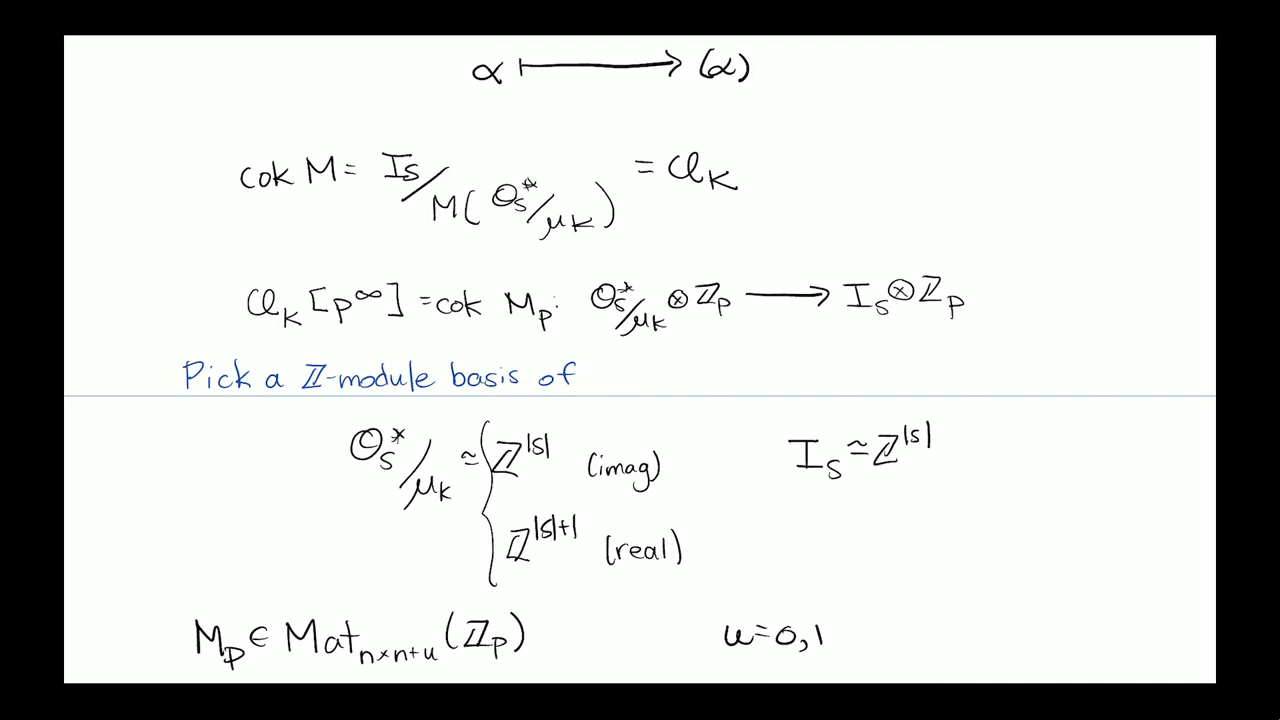 α ⟼ (α)
cok M = I_S / M(O_S^* / μ_K) = Cl_K
Cl_K [p^∞] = cok M_p : O_S^* / μ_K ⊗ ℤ_p ⟶ I_S ⊗ ℤ_p
Pick a ℤ-module basis of
O_S^* / μ_K ≃ { ℤ^{|S|} (imag)
ℤ^{|S|+1} (real)
I_S ≃ ℤ^{|S|}
M_p ∈ Mat_{n×n+u} (ℤ_p) u=0,1